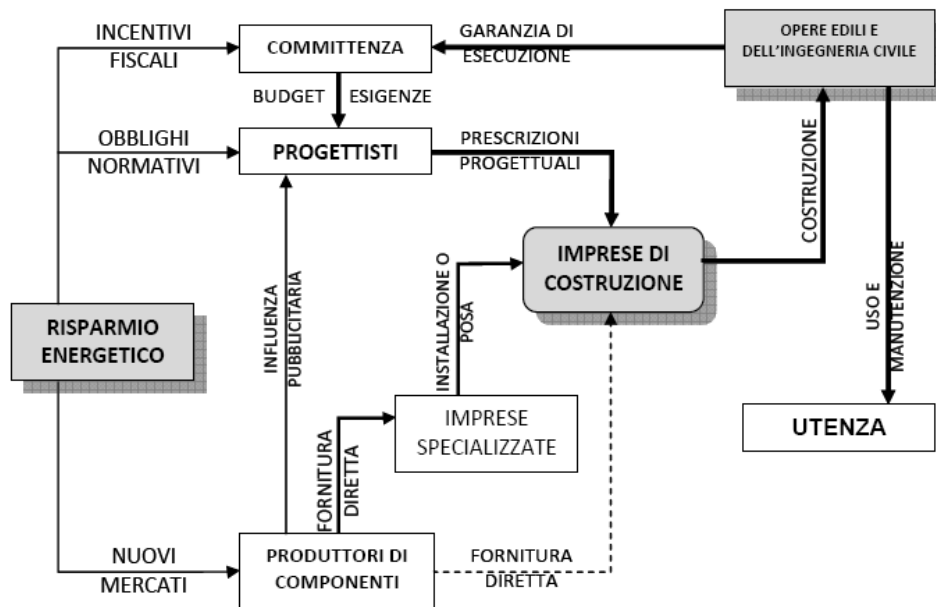 INCENTIVI
FISCALI
COMMITTENZA
GARANZIA DI
ESECUZIONE
OPERE EDILI E
DELL'INGEGNERIA CIVILE
BUDGET ESIGENZE
OBBLIGHI
NORMATIVI
PROGETTISTI
PRESCRIZIONI
PROGETTUALI
COSTRUZIONE
IMPRESE DI
COSTRUZIONE
USO E
MANUTENZIONE
RISPARMIO
ENERGETICO
INFLUENZA
PUBBLICITARIA
INSTALLAZIONE O
POSA
IMPRESE
SPECIALIZZATE
UTENZA
FORNITURA
DIRETTA
NUOVI
MERCATI
PRODUTTORI DI
COMPONENTI
FORNITURA
DIRETTA